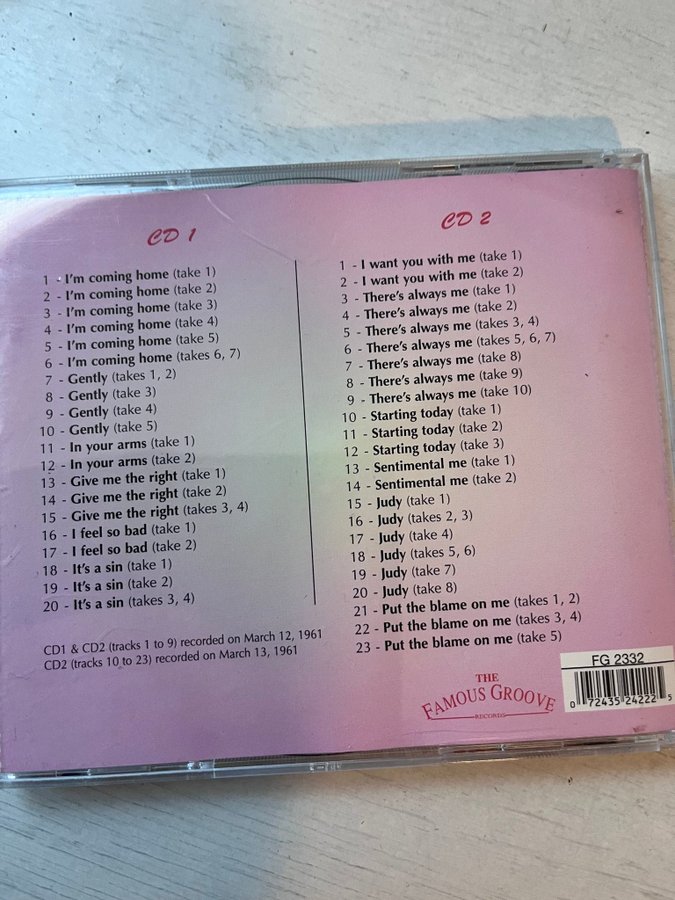 CD 1
1 - I'm coming home (take 1)
2 - I'm coming home (take 2)
3 - I'm coming home (take 3)
4 - I'm coming home (take 4)
5 - I'm coming home (take 5)
6 - I'm coming home (takes 6, 7)
7 - Gently (takes 1, 2)
8 - Gently (take 3)
9 - Gently (take 4)
10 - Gently (take 5)
11 - In your arms (take 1)
12 - In your arms (take 2)
13 - Give me the right (take 1)
14 - Give me the right (take 2)
15 - Give me the right (takes 3, 4)
16 - I feel so bad (take 1)
17 - I feel so bad (take 2)
18 - It's a sin (take 1)
19 - It's a sin (take 2)
20 - It's a sin (takes 3, 4)
CD1 & CD2 (tracks 1 to 9) recorded on March 12, 1961
CD2 (tracks 10 to 23) recorded on March 13, 1961
CD 2
1 - I want you with me (take 1)
2 - I want you with me (take 2)
3 - There's always me (take 1)
4 - There's always me (take 2)
5 - There's always me (takes 3, 4)
6 - There's always me (takes 5, 6, 7)
7 - There's always me (take 8)
8 - There's always me (take 9)
9 - There's always me (take 10)
10 - Starting today (take 1)
11 - Starting today (take 2)
12 - Starting today (take 3)
13 - Sentimental me (take 1)
14 - Sentimental me (take 2)
15 - Judy (take 1)
16 - Judy (takes 2, 3)
17 - Judy (take 4)
18 - Judy (takes 5, 6)
19 - Judy (take 7)
20 - Judy (take 8)
21 - Put the blame on me (takes 1, 2)
22 - Put the blame on me (takes 3, 4)
23 - Put the blame on me (take 5)
THE
FAMOUS GROOVE
RECORDS
FG 2332
0 72435 24222 5